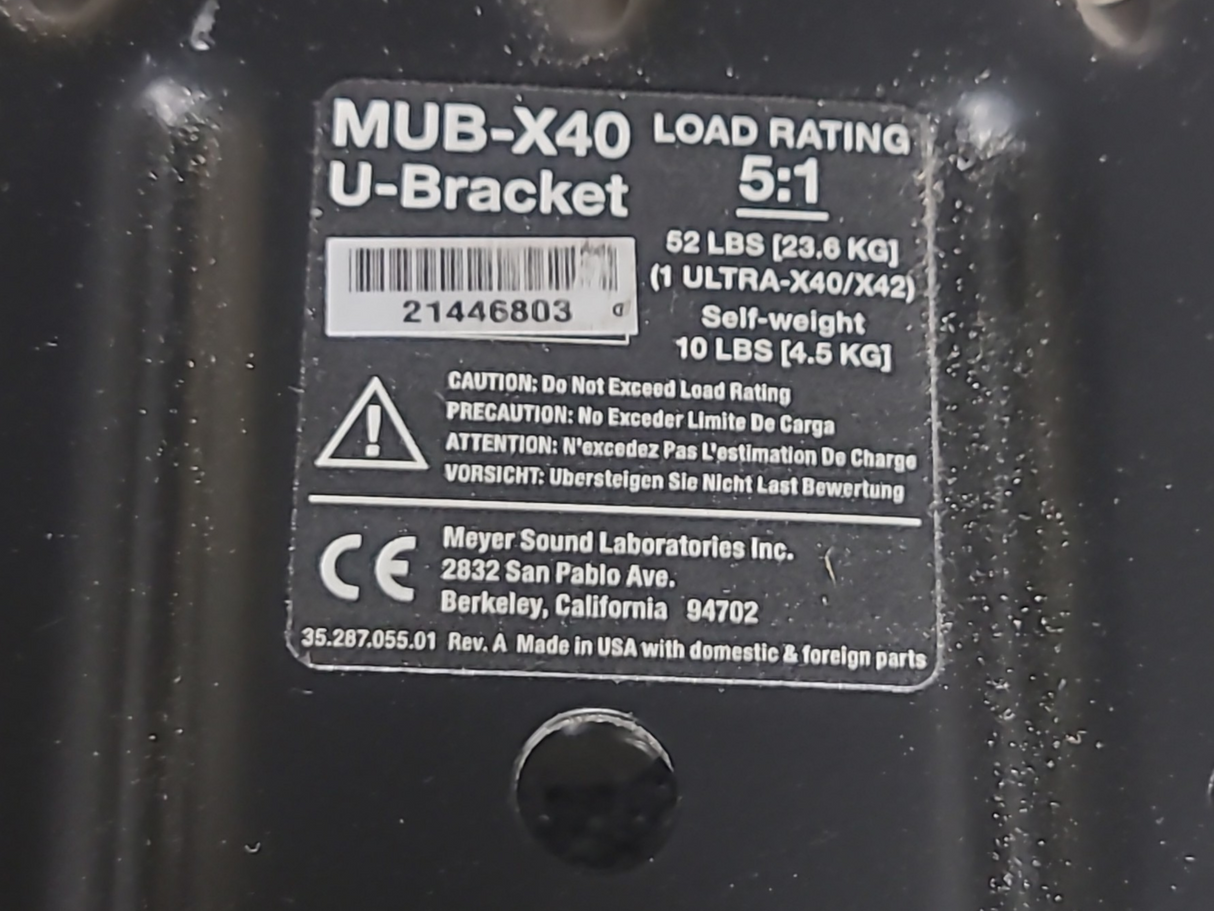 MUB-X40
U-Bracket
LOAD RATING
5:1
52 LBS [23.6 KG]
(1 ULTRA-X40/X42)
Self-weight
10 LBS [4.5 KG]
21446803
CAUTION: Do Not Exceed Load Rating
PRECAUTION: No Exceder Limite De Carga
ATTENTION: N'excedez Pas L'estimation De Charge
VORSICHT: Ubersteigen Sie Nicht Last Bewertung
CE
Meyer Sound Laboratories Inc.
2832 San Pablo Ave.
Berkeley, California 94702
35.287.055.01 Rev. A Made in USA with domestic & foreign parts